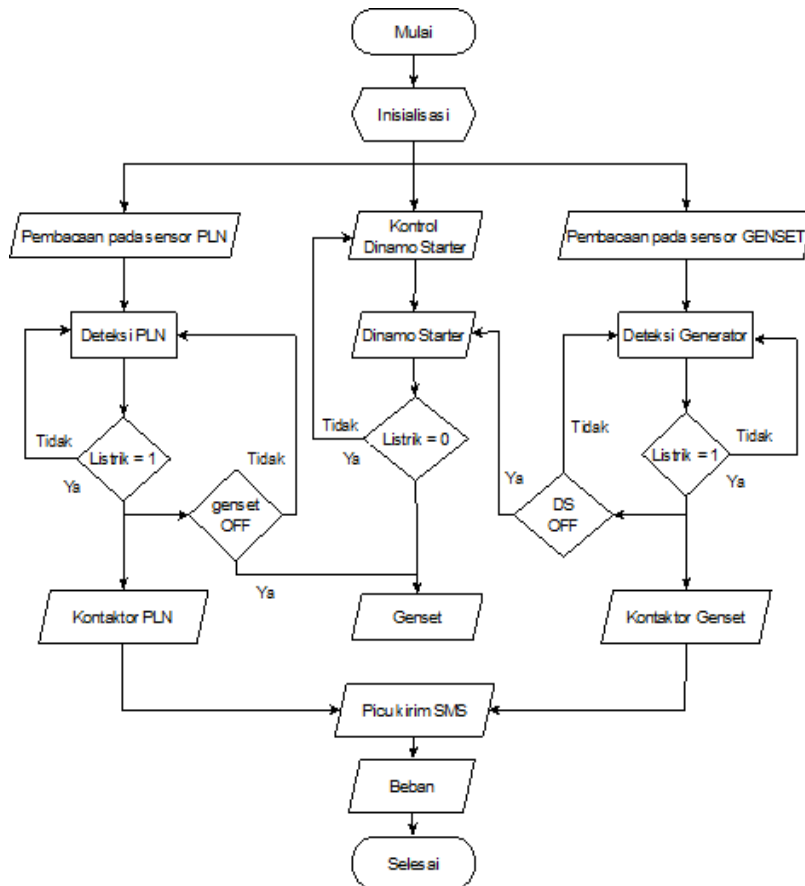 Mulai
Inisialisasi
Pembacaan pada sensor PLN
Kontrol
Dinamo Starter
Pembacaan pada sensor GENSET
Deteksi PLN
Dinamo Starter
Deteksi Generator
Tidak
Listrik = 1
Ya
Tidak
genset
OFF
Ya
Tidak
Listrik = 0
Ya
Ya
DS
OFF
Tidak
Listrik = 1
Tidak
Ya
Kontaktor PLN
Genset
Kontaktor Genset
Picu kirim SMS
Beban
Selesai